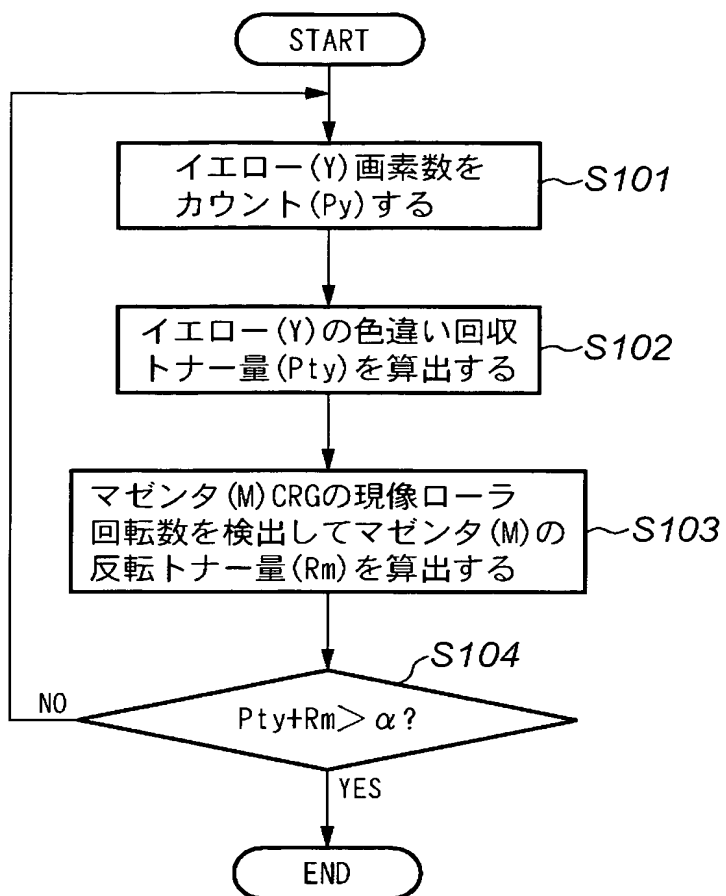 START
イエロー(Y)画素数を
カウント(Py)する
S101
イエロー(Y)の色違い回収
トナー量(Pty)を算出する
S102
マゼンタ(M)CRGの現像ローラ
回転数を検出してマゼンタ(M)の
反転トナー量(Rm)を算出する
S103
S104
Pty+Rm＞α?
NO
YES
END